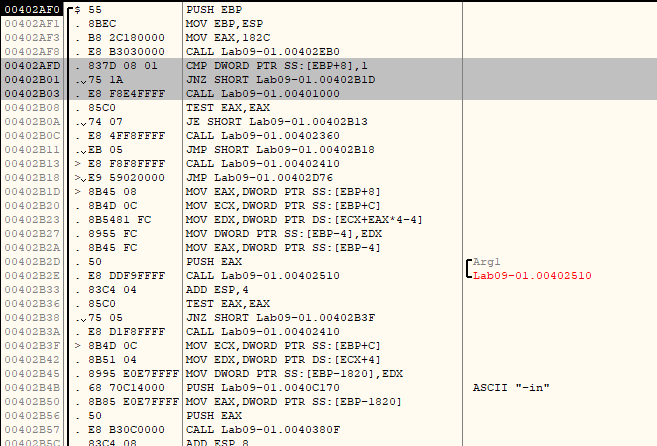 00402AF0 $ 55 PUSH EBP
00402AF1 . 8BEC MOV EBP,ESP
00402AF3 . B8 2C180000 MOV EAX,182C
00402AF8 . E8 B3030000 CALL Lab09-01.00402EB0
00402AFD . 837D 08 01 CMP DWORD PTR SS:[EBP+8],1
00402B01 . 75 1A JNZ SHORT Lab09-01.00402B1D
00402B03 . E8 F8E4FFFF CALL Lab09-01.00401000
00402B08 . 85C0 TEST EAX,EAX
00402B0A . 74 07 JE SHORT Lab09-01.00402B13
00402B0C . E8 4FF8FFFF CALL Lab09-01.00402360
00402B11 . EB 05 JMP SHORT Lab09-01.00402B18
00402B13 > E8 F8F8FFFF CALL Lab09-01.00402410
00402B18 > E9 59020000 JMP Lab09-01.00402D76
00402B1D > 8B45 08 MOV EAX,DWORD PTR SS:[EBP+8]
00402B20 . 8B4D 0C MOV ECX,DWORD PTR SS:[EBP+C]
00402B23 . 8B5481 FC MOV EDX,DWORD PTR DS:[ECX+EAX*4-4]
00402B27 . 8955 FC MOV DWORD PTR SS:[EBP-4],EDX
00402B2A . 8B45 FC MOV EAX,DWORD PTR SS:[EBP-4]
00402B2D . 50 PUSH EAX Arg1
00402B2E . E8 DDF9FFFF CALL Lab09-01.00402510 Lab09-01.00402510
00402B33 . 83C4 04 ADD ESP,4
00402B36 . 85C0 TEST EAX,EAX
00402B38 . 75 05 JNZ SHORT Lab09-01.00402B3F
00402B3A . E8 D1F8FFFF CALL Lab09-01.00402410
00402B3F > 8B4D 0C MOV ECX,DWORD PTR SS:[EBP+C]
00402B42 . 8B51 04 MOV EDX,DWORD PTR DS:[ECX+4]
00402B45 . 8995 E0E7FFFF MOV DWORD PTR SS:[EBP-1820],EDX
00402B4B . 68 70C14000 PUSH Lab09-01.0040C170 ASCII "-in"
00402B50 . 8B85 E0E7FFFF MOV EAX,DWORD PTR SS:[EBP-1820]
00402B56 . 50 PUSH EAX
00402B57 . E8 B30C0000 CALL Lab09-01.0040380F
00402B5C . 83C4 08 ADD ESP,8